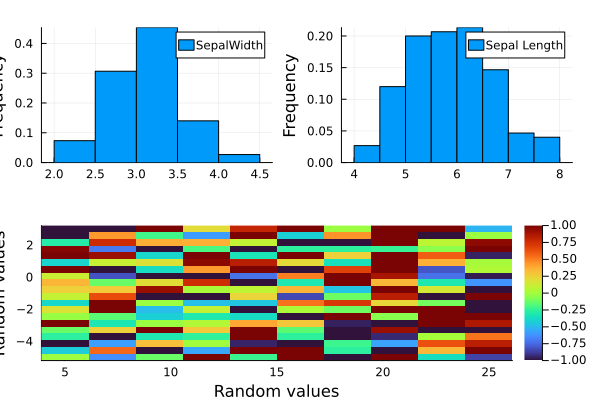 Frequency
0.4
0.3
0.2
0.1
0.0
2.0 2.5 3.0 3.5 4.0 4.5
SepalWidth
Frequency
0.20
0.15
0.10
0.05
0.00
4 5 6 7 8
Sepal Length
Random values
2
0
−2
−4
5 10 15 20 25
Random values
1.00
0.75
0.50
0.25
0
−0.25
−0.50
−0.75
−1.00